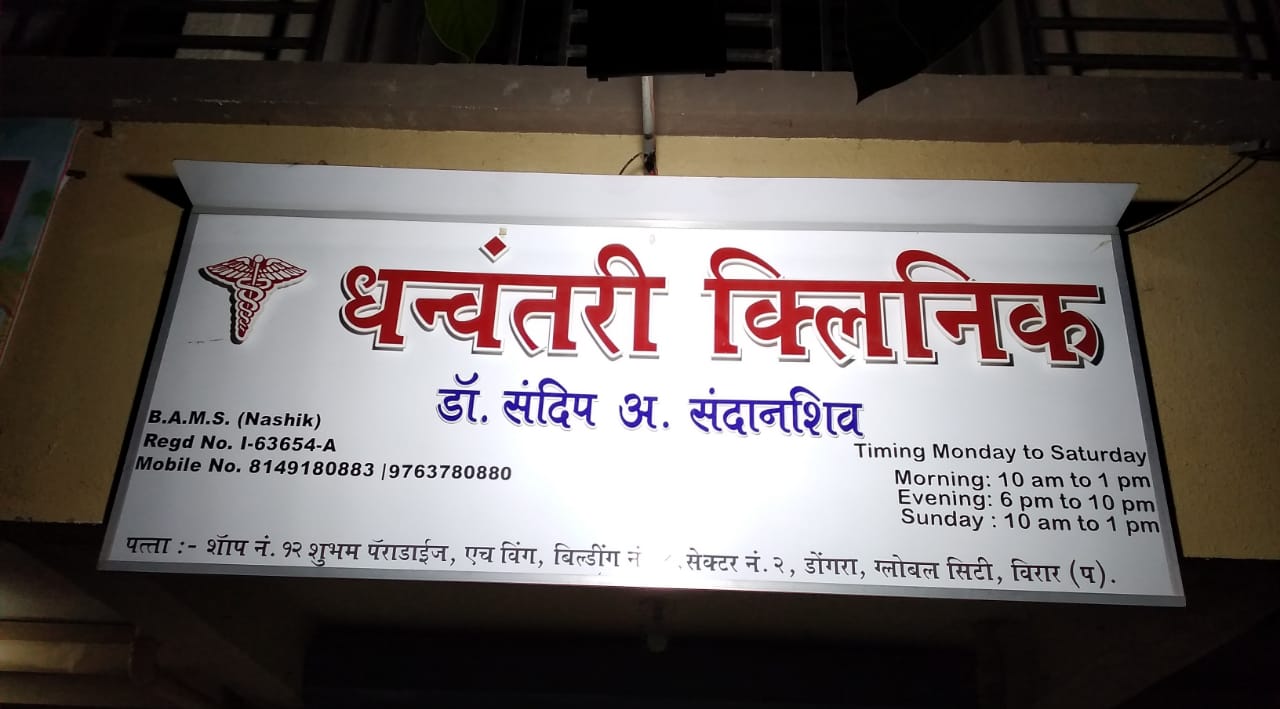 धन्वंतरी क्लिनिक
डॉ. संदिप अ. संदानशिव
B.A.M.S. (Nashik)
Regd No. I-63654-A
Mobile No. 8149180883 |9763780880
Timing Monday to Saturday
Morning: 10 am to 1 pm
Evening: 6 pm to 10 pm
Sunday : 10 am to 1 pm
पत्ता :- शॉप नं. १२ शुभम पॅराडाईज, एच विंग, बिल्डींग नं सेक्टर नं. २, डोंगरा, ग्लोबल सिटी, विरार (प).